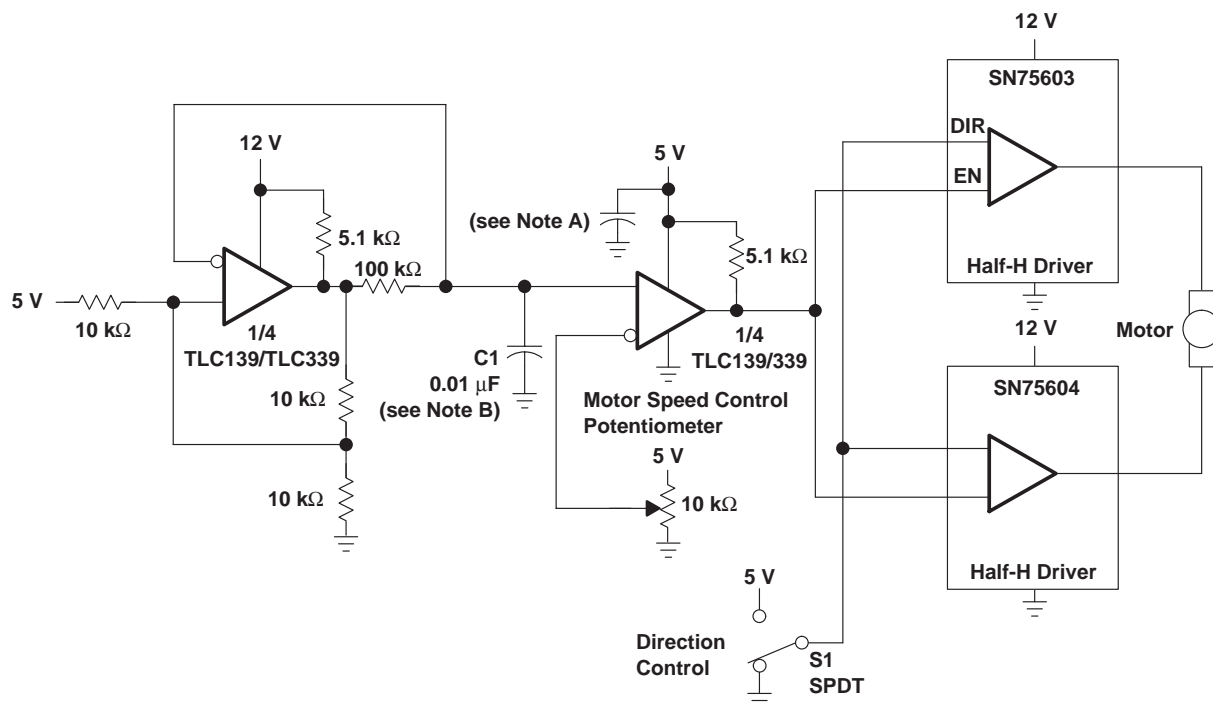 12 V
SN75603
DIR
EN
Half-H Driver
12 V
5.1 kΩ
100 kΩ
5 V
10 kΩ
1/4
TLC139/TLC339
10 kΩ
10 kΩ
5 V
(see Note A)
5.1 kΩ
1/4
TLC139/339
C1
0.01 μF
(see Note B)
Motor Speed Control
Potentiometer
5 V
10 kΩ
Motor
12 V
SN75604
Half-H Driver
5 V
Direction
Control
S1
SPDT